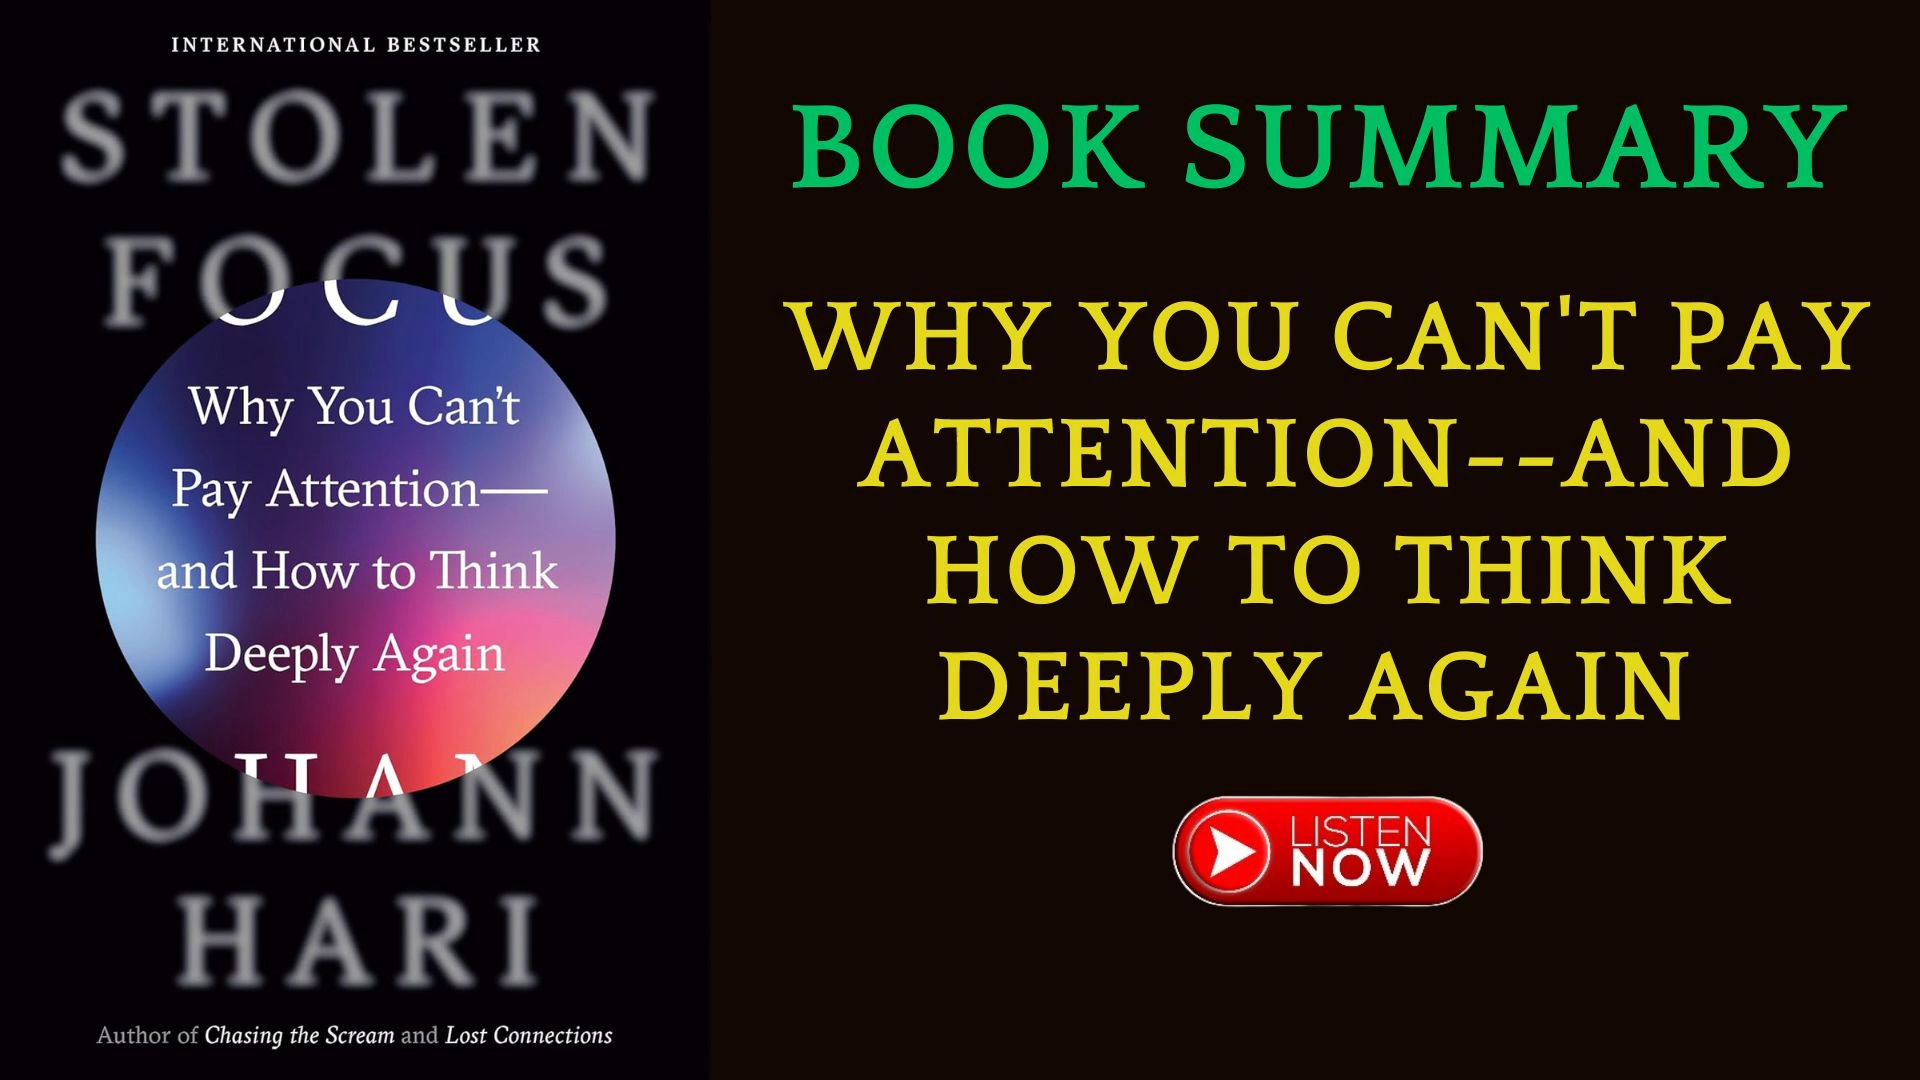 INTERNATIONAL BESTSELLER
STOLEN
FOCUS
Why You Can't
Pay Attention—
and How to Think
Deeply Again
JOHANN
HARI
Author of Chasing the Scream and Lost Connections
BOOK SUMMARY
WHY YOU CAN'T PAY
ATTENTION--AND
HOW TO THINK
DEEPLY AGAIN
LISTEN
NOW